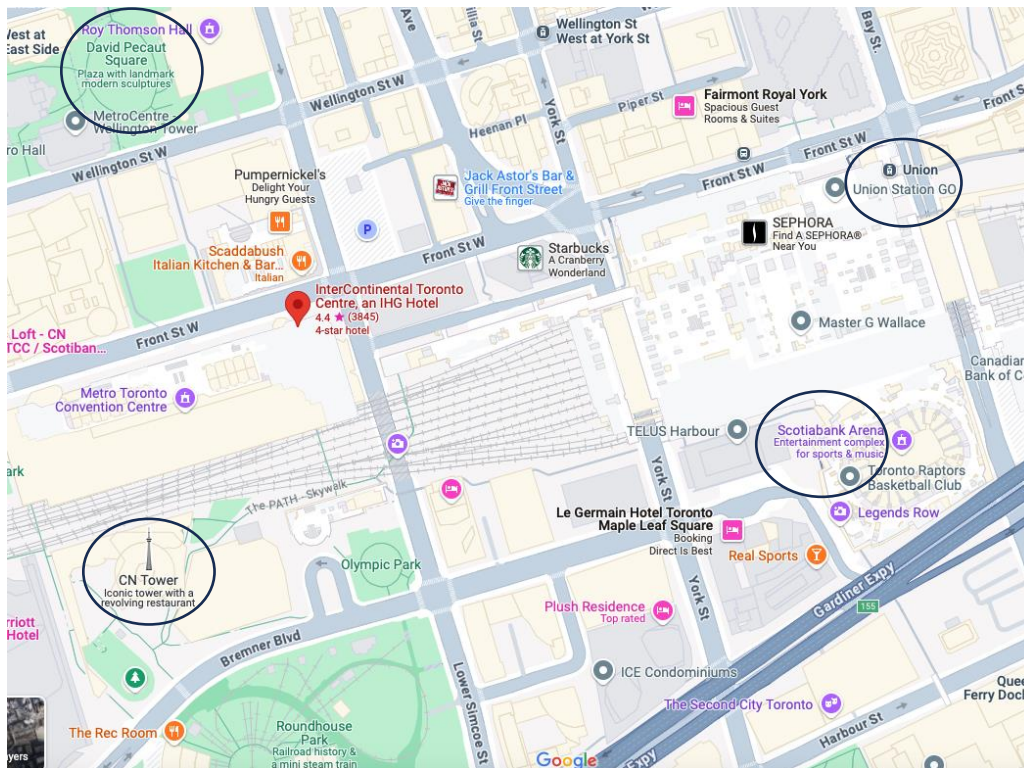 Roy Thomson Hall
West at
East Side
David Pecaut
Square
Plaza with landmark
modern sculptures
MetroCentre -
Wellington Tower
ro Hall
Wellington St W
Wellington St W
Ave
Wellington St
West at York St
Bay St.
York St
Piper St
Heenan Pl
Fairmont Royal York
Spacious Guest
Rooms & Suites
Front St W
Front S
Front St W
Union
Union Station GO
Pumpernickel's
Delight Your
Hungry Guests
Jack Astor's Bar &
Grill Front Street
Give the finger
P
Scaddabush
Italian Kitchen & Bar...
Italian
Front St W
Starbucks
A Cranberry
Wonderland
SEPHORA
Find A SEPHORA®
Near You
InterContinental Toronto
Centre, an IHG Hotel
4.4 ★ (3845)
4-star hotel
Front St W
Loft - CN
TCC / Scotiban...
Master G Wallace
Canadian
Bank of C
Metro Toronto
Convention Centre
TELUS Harbour
Scotiabank Arena
Entertainment complex
for sports & music
Toronto Raptors
Basketball Club
Legends Row
York St
ark
The PATH - Skywalk
Le Germain Hotel Toronto
Maple Leaf Square
Booking
Direct Is Best
Real Sports
CN Tower
Iconic tower with a
revolving restaurant
Olympic Park
Gardiner Expy
155
Plush Residence
Top rated
York St
rriott
Hotel
Bremner Blvd
Lower Simcoe St
ICE Condominiums
Que
Ferry Doc
The Second City Toronto
Harbour St
The Rec Room
Roundhouse
Park
Railroad history &
a mini steam train
yers
Google
Expy